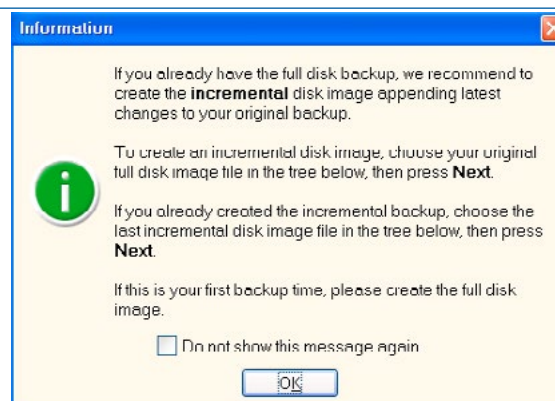 Information
If you already have the full disk backup, we recommend to
create the incremental disk image appending latest
changes to your original backup.
To create an incremental disk image, choose your original
full disk image file in the tree below, then press Next.
If you already created the incremental backup, choose the
last incremental disk image file in the tree below, then press
Next.
If this is your first backup time, please create the full disk
image.
Do not show this message again
OK